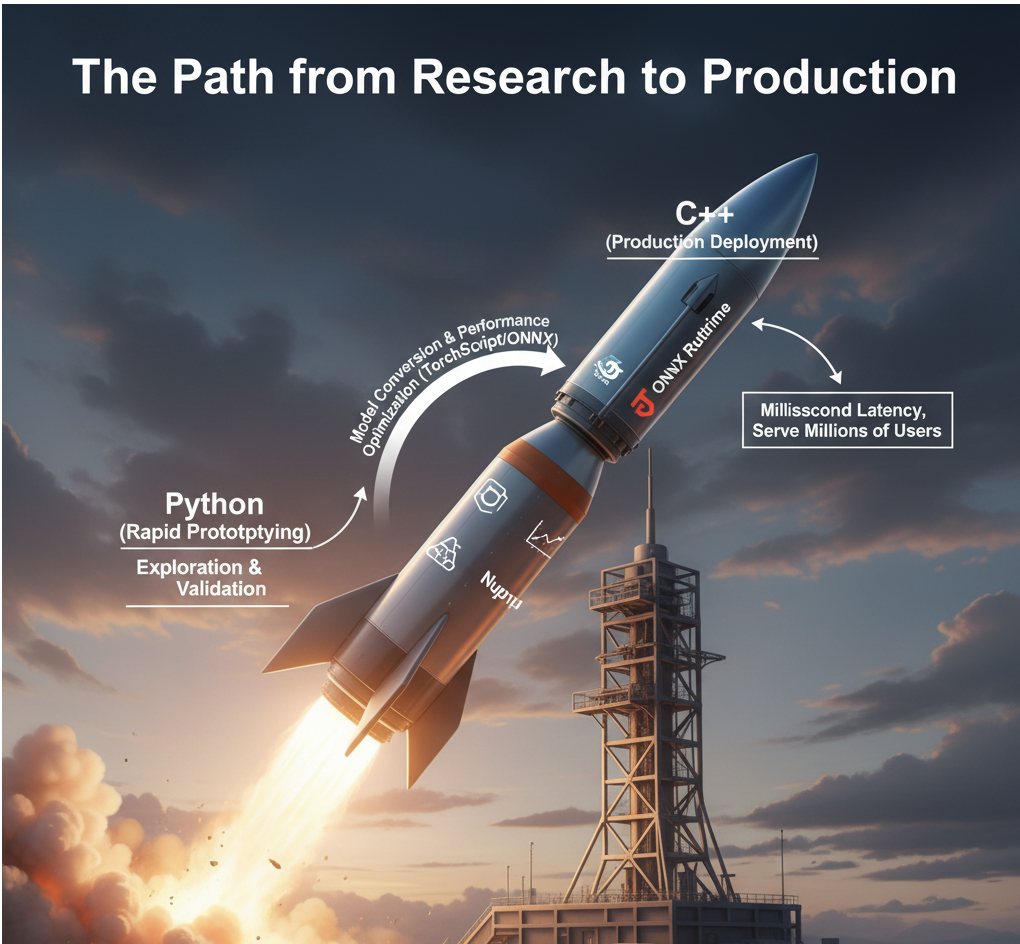 The Path from Research to Production
C++
(Production Deployment)
Model Conversion & Performance
Optimization (TorchScript/ONNX)
ONNX Ruttrime
Millisscond Latency,
Serve Millions of Users
Python
(Rapid Prototptying)
Exploration &
Validation